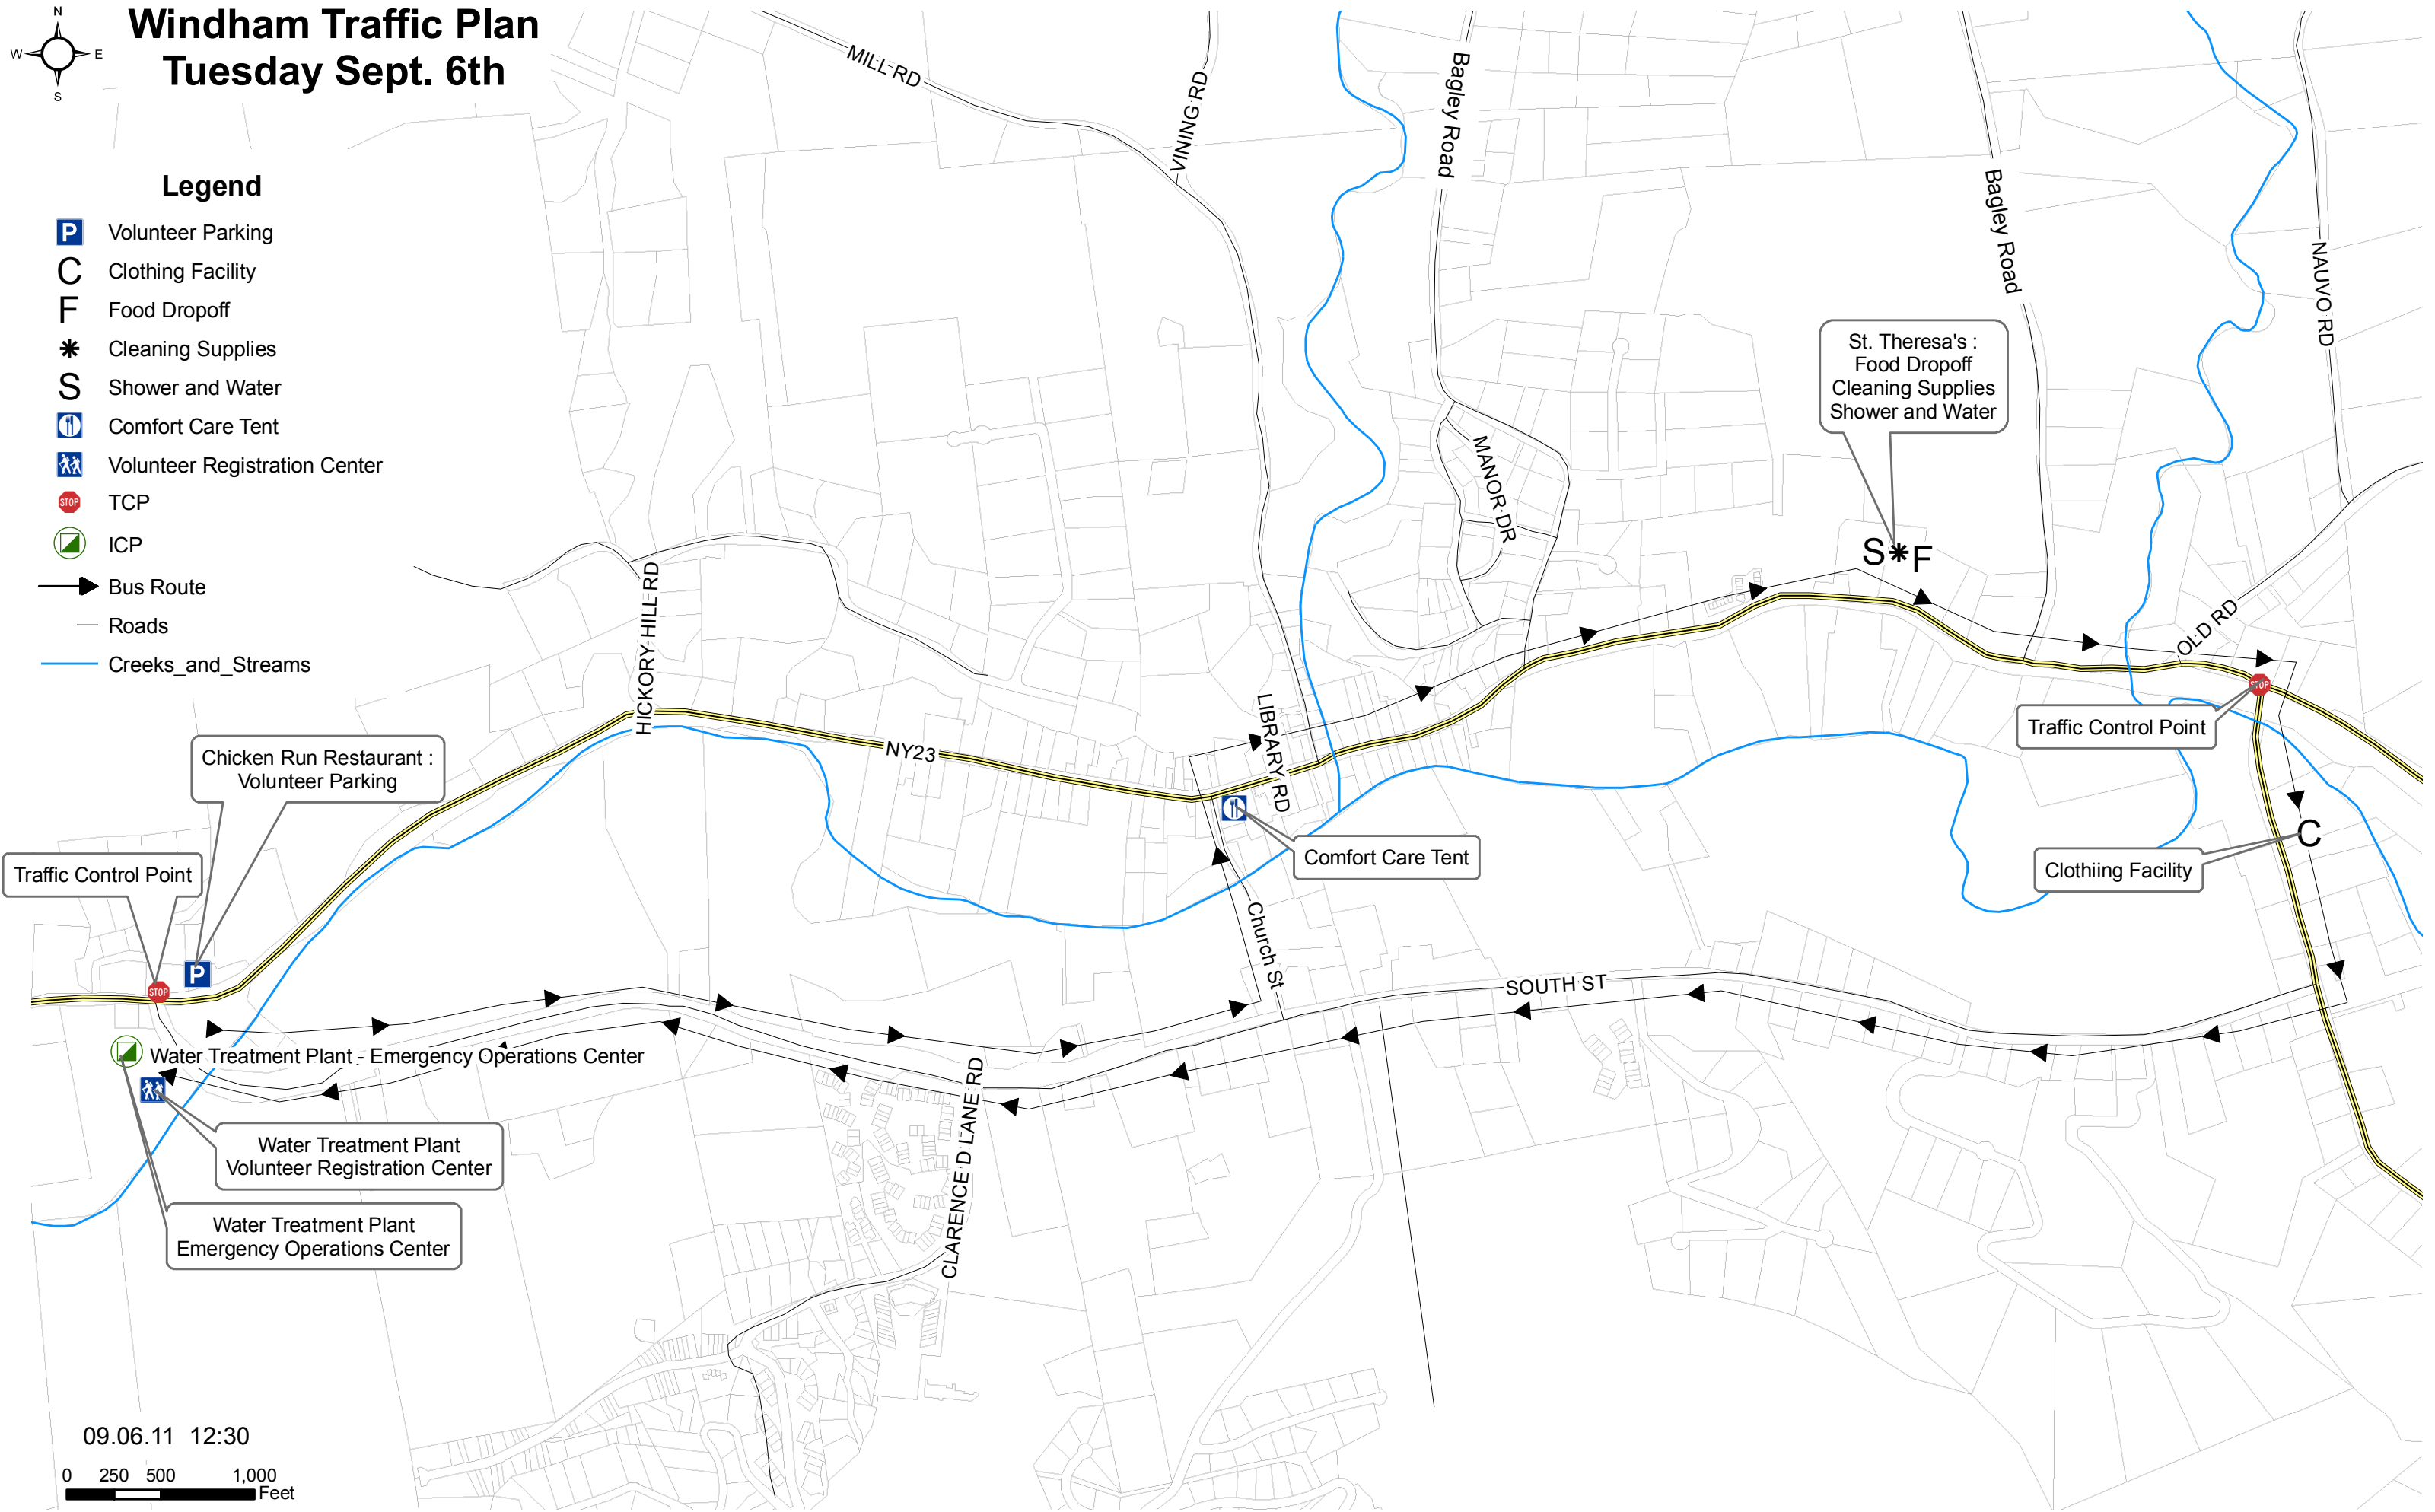 Windham Traffic Plan
Tuesday Sept. 6th
N
W
E
S
Legend
P Volunteer Parking
C Clothing Facility
F Food Dropoff
Cleaning Supplies
S Shower and Water
Comfort Care Tent
Volunteer Registration Center
STOP TCP
ICP
Bus Route
Roads
Creeks_and_Streams
MILL RD
VINING RD
Bagley Road
Bagley Road
NAUVO RD
St. Theresa's :
Food Dropoff
Cleaning Supplies
Shower and Water
S F
MANOR DR
HICKORY HILL RD
OLD RD
LIBRARY RD
NY23
STOP
Traffic Control Point
Chicken Run Restaurant :
Volunteer Parking
C
Clothiing Facility
Comfort Care Tent
Traffic Control Point
Church St
P
STOP
SOUTH ST
Water Treatment Plant - Emergency Operations Center
CLARENCE D LANE RD
Water Treatment Plant
Volunteer Registration Center
Water Treatment Plant
Emergency Operations Center
09.06.11 12:30
0 250 500 1,000
Feet